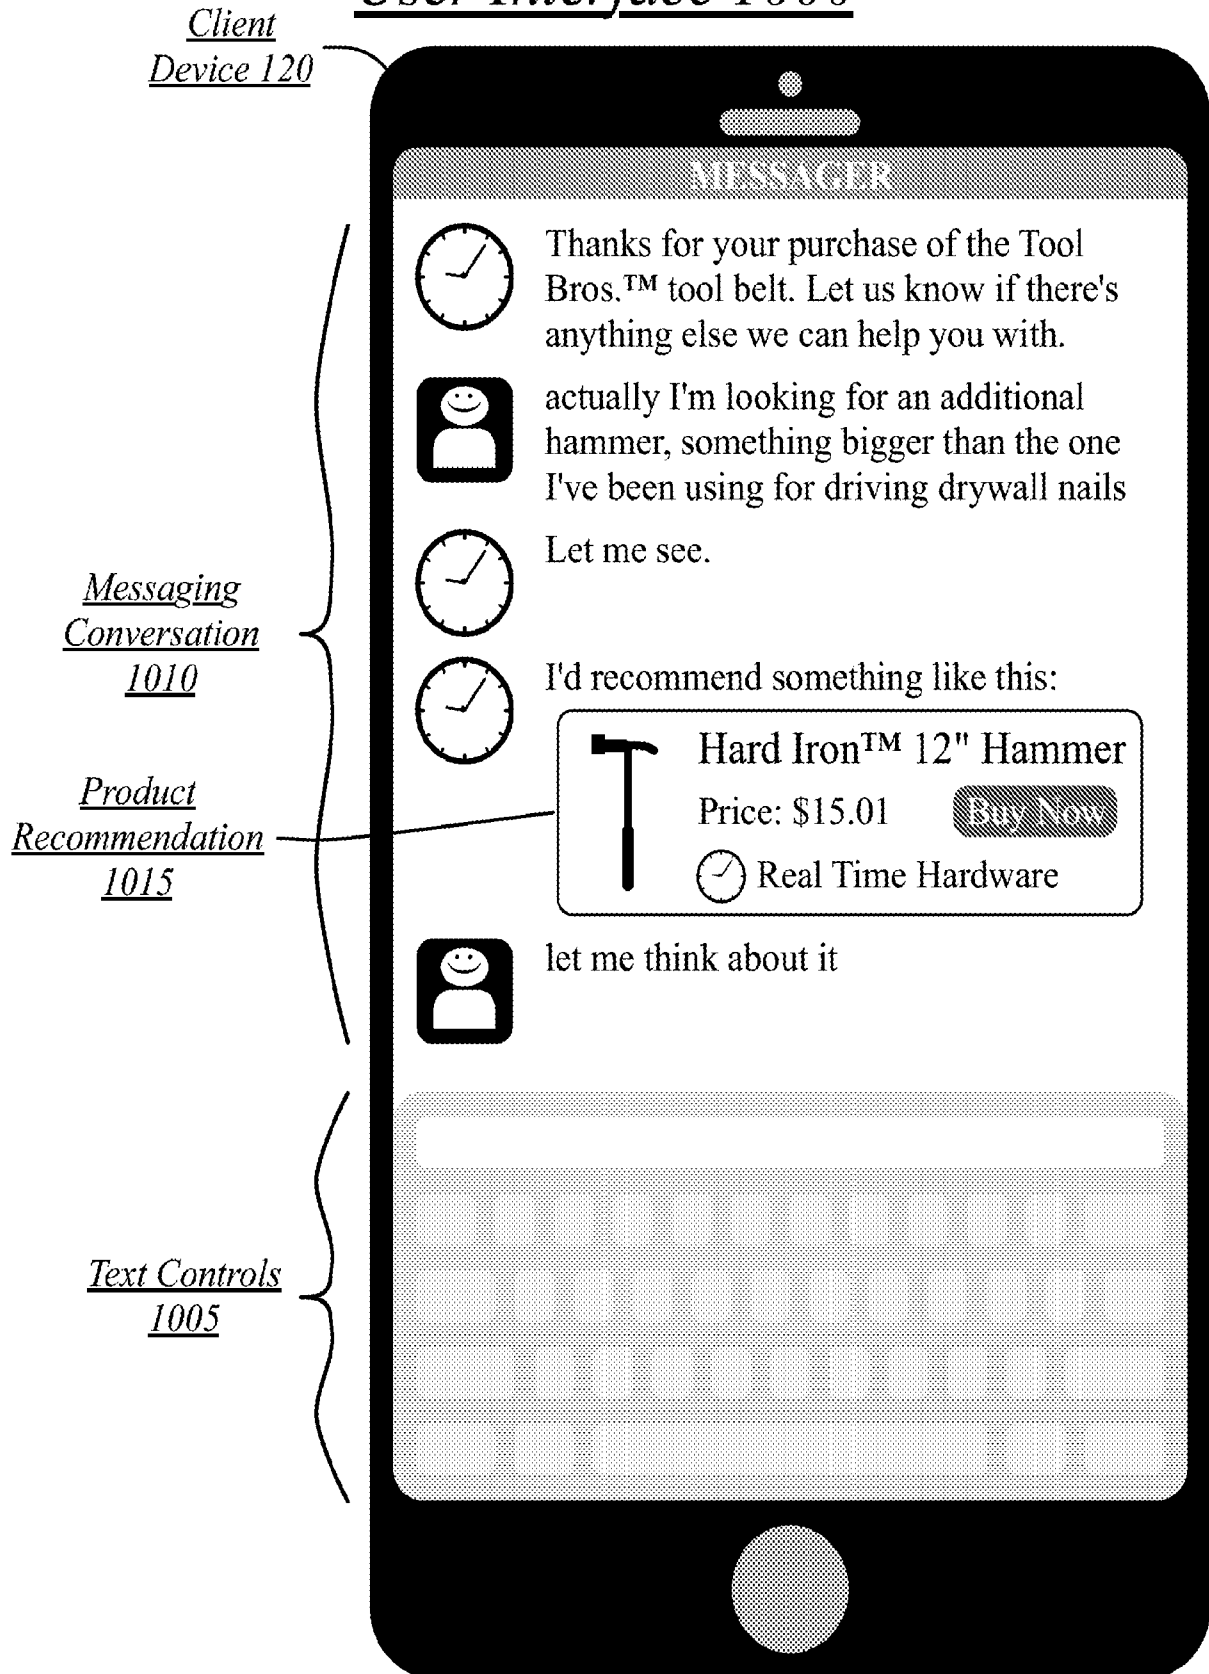 User Interface 1000
Client
Device 120
MESSAGER
Thanks for your purchase of the Tool
Bros.™ tool belt. Let us know if there's
anything else we can help you with.
actually I'm looking for an additional
hammer, something bigger than the one
I've been using for driving drywall nails
Let me see.
Messaging
Conversation
1010
I'd recommend something like this:
Hard Iron™ 12" Hammer
Price: $15.01
Buy Now
Real Time Hardware
Product
Recommendation
1015
let me think about it
Text Controls
1005